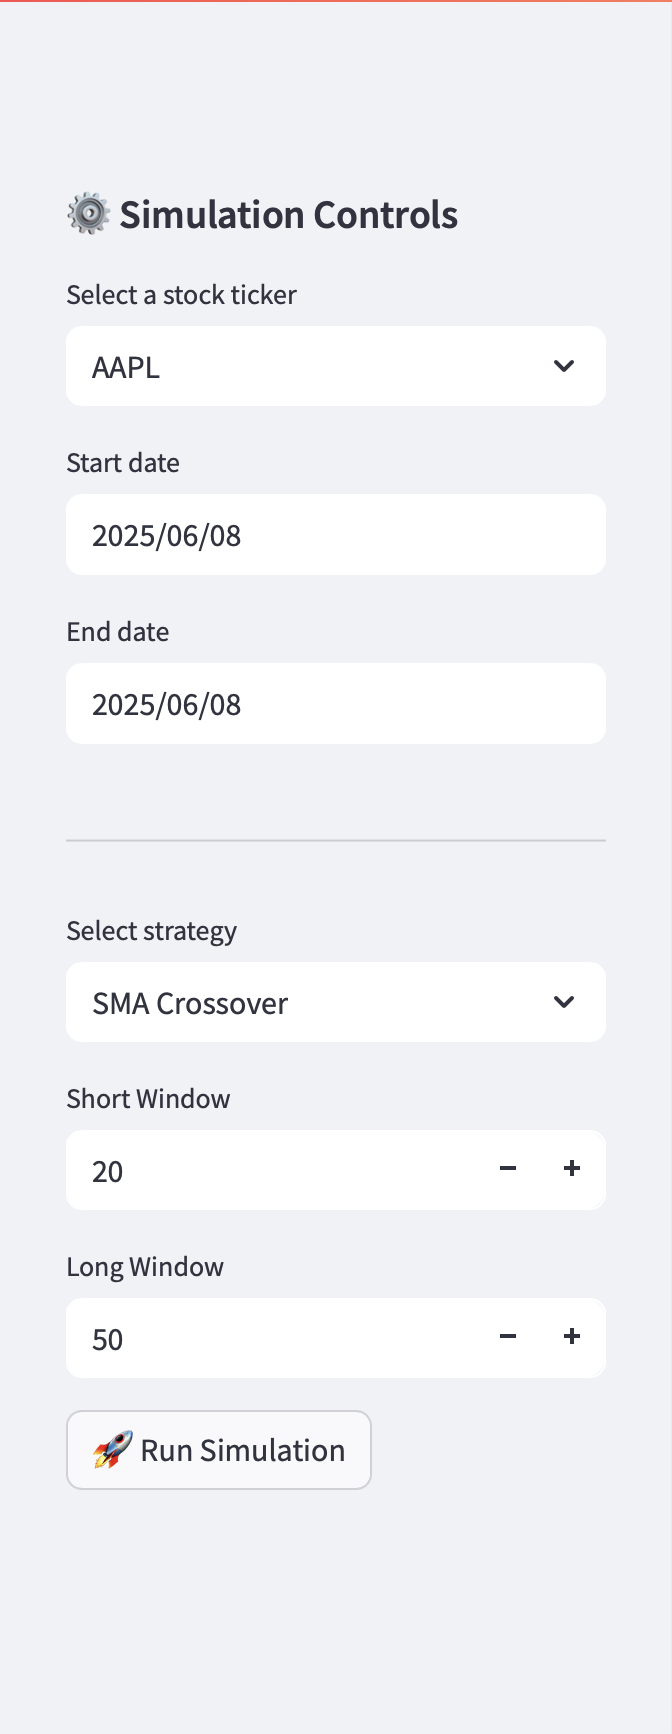 ⚙️ Simulation Controls
Select a stock ticker
AAPL
Start date
2025/06/08
End date
2025/06/08
Select strategy
SMA Crossover
Short Window
20 − +
Long Window
50 − +
🚀 Run Simulation